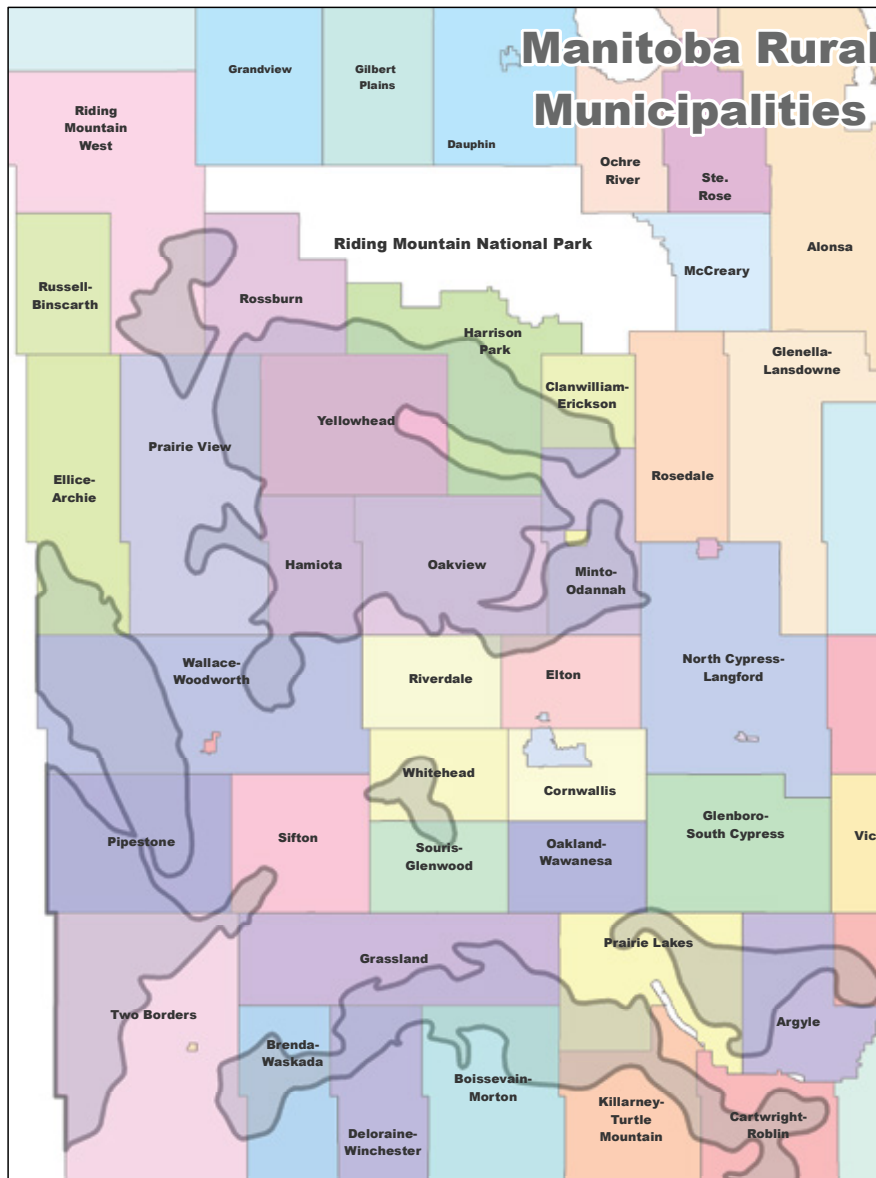 Manitoba Rural
Municipalities
Grandview
Gilbert
Plains
Dauphin
Riding
Mountain
West
Ochre
River
Ste.
Rose
Riding Mountain National Park
Alonsa
McCreary
Russell-
Binscarth
Rossburn
Harrison
Park
Glenella-
Lansdowne
Clanwilliam-
Erickson
Yellowhead
Prairie View
Rosedale
Ellice-
Archie
Hamiota
Oakview
Minto-
Odannah
Wallace-
Woodworth
Riverdale
Elton
North Cypress-
Langford
Whitehead
Cornwallis
Pipestone
Sifton
Souris-
Glenwood
Oakland-
Wawanesa
Glenboro-
South Cypress
Vic
Grassland
Prairie Lakes
Two Borders
Argyle
Brenda-
Waskada
Boissevain-
Morton
Killarney-
Turtle
Mountain
Cartwright-
Roblin
Deloraine-
Winchester